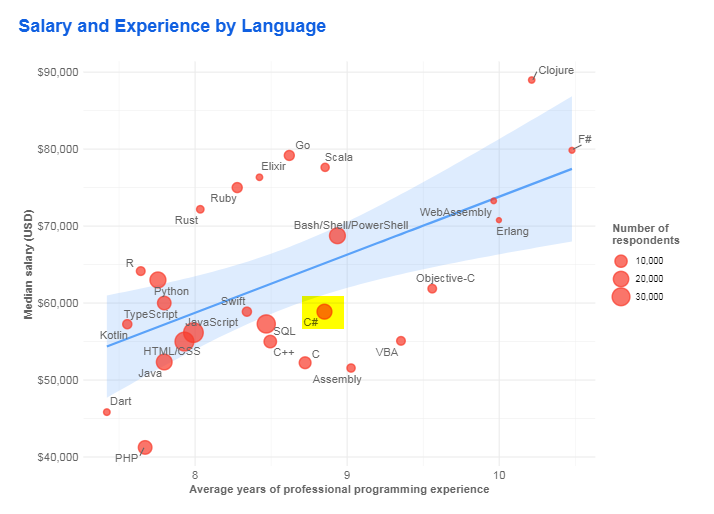 Salary and Experience by Language
$90,000
Clojure
$80,000
Go
F#
Elixir
Scala
Ruby
$70,000
Rust
Bash/Shell/PowerShell
WebAssembly
Erlang
Median salary (USD)
Number of
respondents
10,000
20,000
30,000
R
Python
Objective-C
$60,000
TypeScript
Swift
Kotlin
JavaScript
SQL
C#
HTML/CSS
C++
C
VBA
Java
Assembly
$50,000
Dart
PHP
$40,000
8
9
10
Average years of professional programming experience